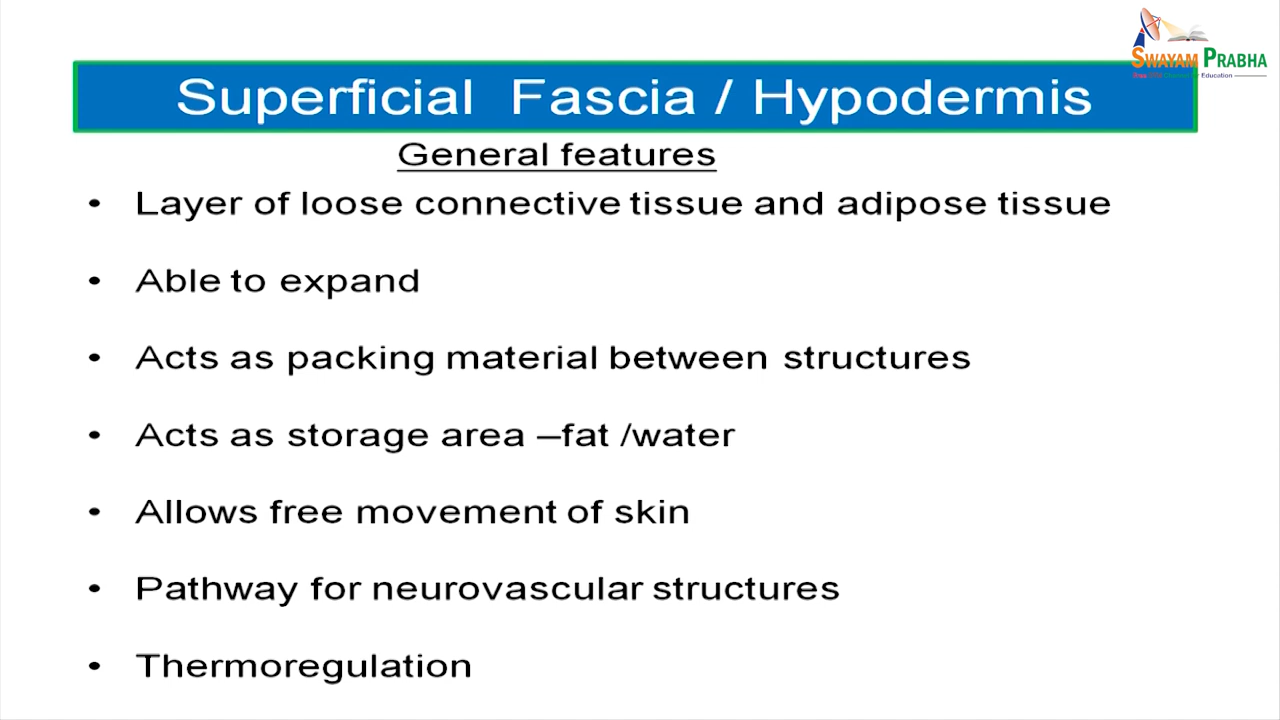 SWAYAM PRABHA
Superficial Fascia / Hypodermis
General features
• Layer of loose connective tissue and adipose tissue
• Able to expand
• Acts as packing material between structures
• Acts as storage area –fat /water
• Allows free movement of skin
• Pathway for neurovascular structures
• Thermoregulation